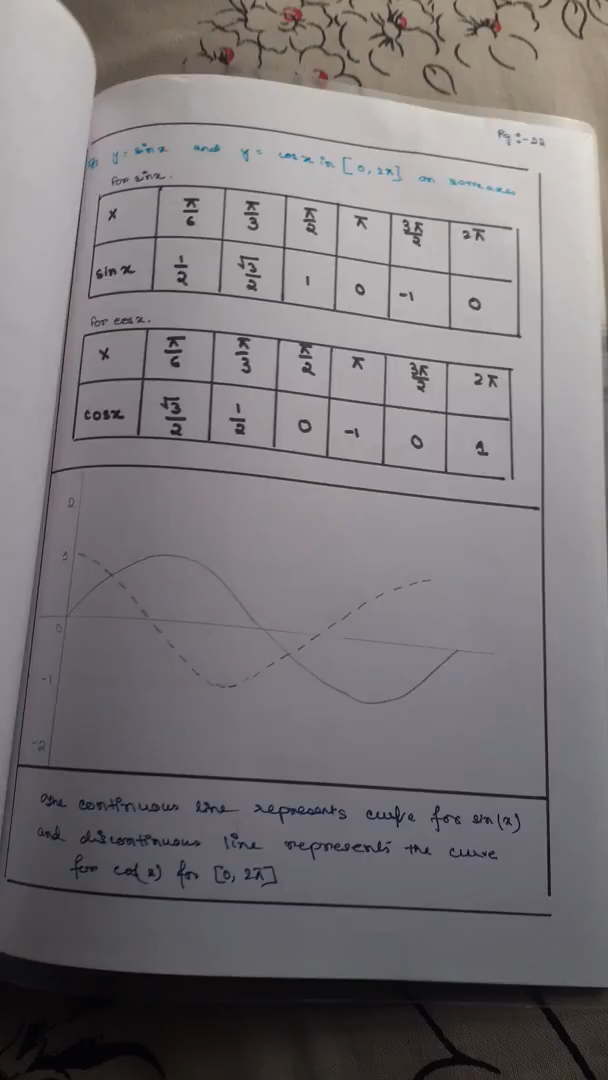 Pg :- 22
y = sin x and y = cos x in [0, 2π] on same axes
for sin x.
x π/6 π/3 π/2 π 3π/2 2π
sin x 1/2 √3/2 1 0 -1 0
for cos x.
x π/6 π/3 π/2 π 3π/2 2π
cos x √3/2 1/2 0 -1 0 1
2
1
0
-1
-2
The continuous line represents curve for sin(x)
and discontinuous line represents the curve
for cos(x) for [0, 2π]